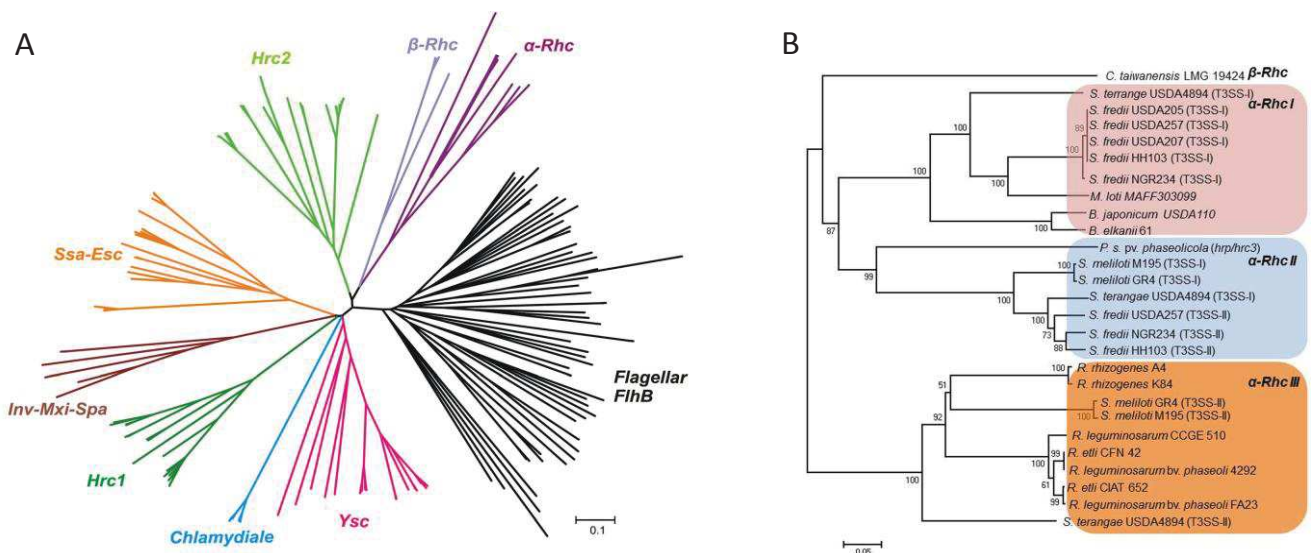 A
Hrc2
β-Rhc
α-Rhc
Ssa-Esc
Inv-Mxi-Spa
Hrc1
Chlamydiale
Ysc
Flagellar
FlhB
0.1
B
C. taiwanensis LMG 19424 β-Rhc
S. terrange USDA4894 (T3SS-I)
α-Rhc I
S. fredii USDA205 (T3SS-I)
S. fredii USDA257 (T3SS-I)
S. fredii USDA207 (T3SS-I)
S. fredii HH103 (T3SS-I)
S. fredii NGR234 (T3SS-I)
M. loti MAFF303099
B. japonicum USDA110
B. elkanii 61
P. s. pv. phaseolicola (hrp/hrc3)
α-Rhc II
S. meliloti M195 (T3SS-I)
S. meliloti GR4 (T3SS-I)
S. terangae USDA4894 (T3SS-I)
S. fredii USDA257 (T3SS-II)
S. fredii NGR234 (T3SS-II)
S. fredii HH103 (T3SS-II)
R. rhizogenes A4
α-Rhc III
R. rhizogenes K84
S. meliloti GR4 (T3SS-II)
S. meliloti M195 (T3SS-II)
R. leguminosarum CCGE 510
R. etli CFN 42
R. leguminosarum bv. phaseoli 4292
R. etli CIAT 652
R. leguminosarum bv. phaseoli FA23
S. terangae USDA4894 (T3SS-II)
100
89
100
100
100
87
99
100
100
100
73
88
100
51
100
92
99
100
61
99
100
0.05